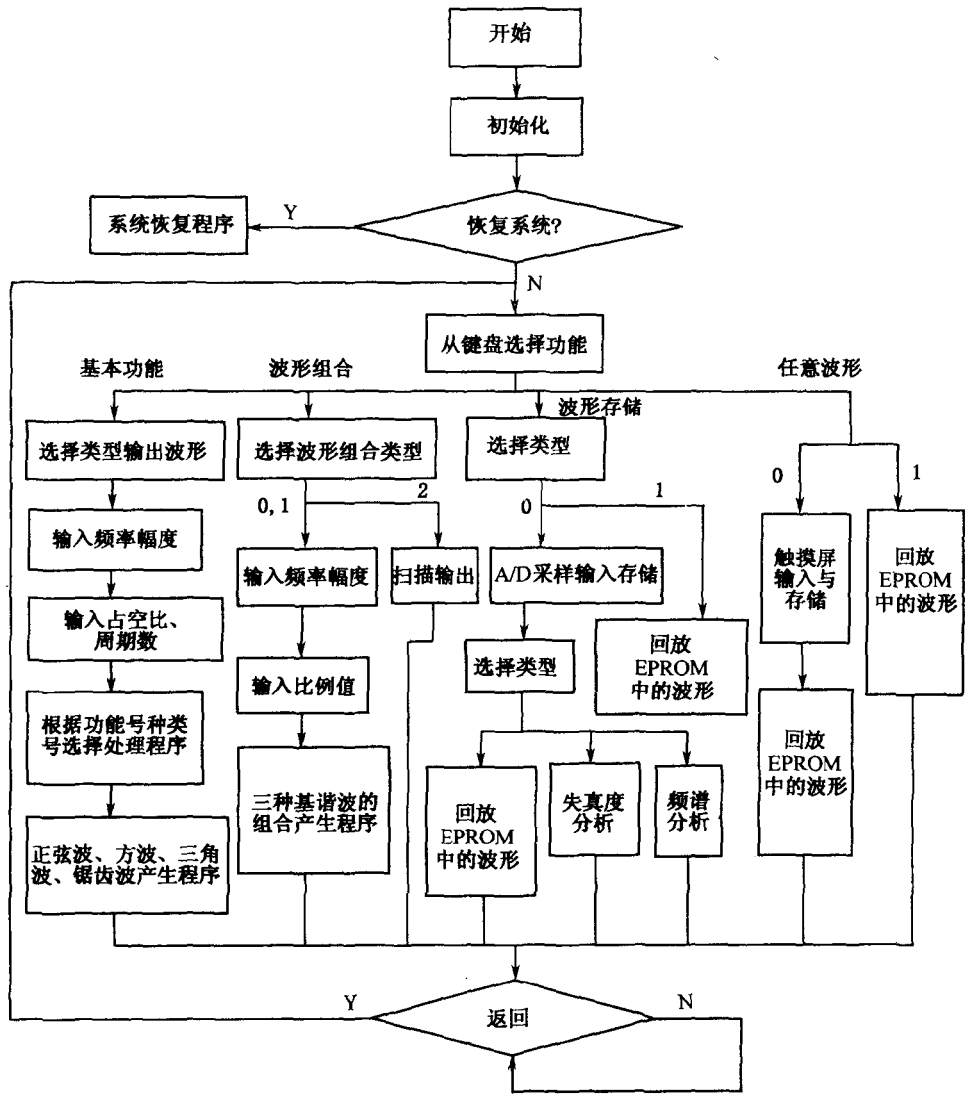 开始
初始化
恢复系统?
Y
系统恢复程序
N
从键盘选择功能
基本功能
波形组合
波形存储
任意波形
选择类型输出波形
输入频率幅度
输入占空比、
周期数
根据功能号种类
号选择处理程序
正弦波、方波、三角
波、锯齿波产生程序
选择波形组合类型
0,1
2
输入频率幅度
扫描输出
输入比例值
三种基谐波的
组合产生程序
选择类型
0
1
A/D采样输入存储
选择类型
回放
EPROM
中的波形
失真度
分析
频谱
分析
回放
EPROM
中的波形
0
1
触摸屏
输入与
存储
回放
EPROM
中的波形
回放
EPROM
中的波形
Y
返回
N